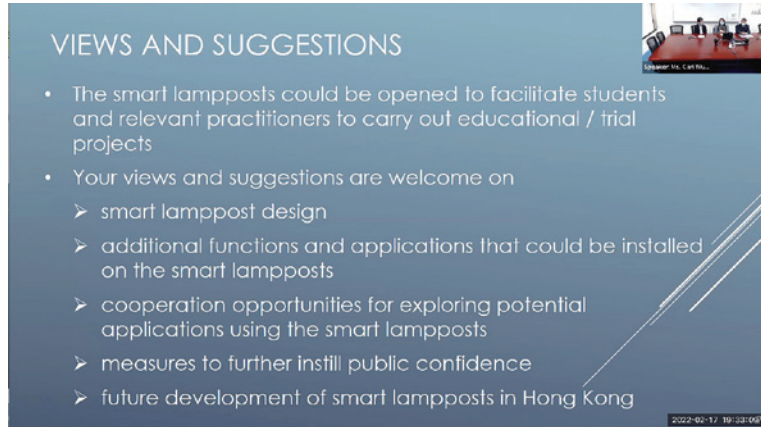 VIEWS AND SUGGESTIONS
• The smart lampposts could be opened to facilitate students
and relevant practitioners to carry out educational / trial
projects
• Your views and suggestions are welcome on
➤ smart lamppost design
➤ additional functions and applications that could be installed
on the smart lampposts
➤ cooperation opportunities for exploring potential
applications using the smart lampposts
➤ measures to further instill public confidence
➤ future development of smart lampposts in Hong Kong
Speaker: Ms.
2022-02-17